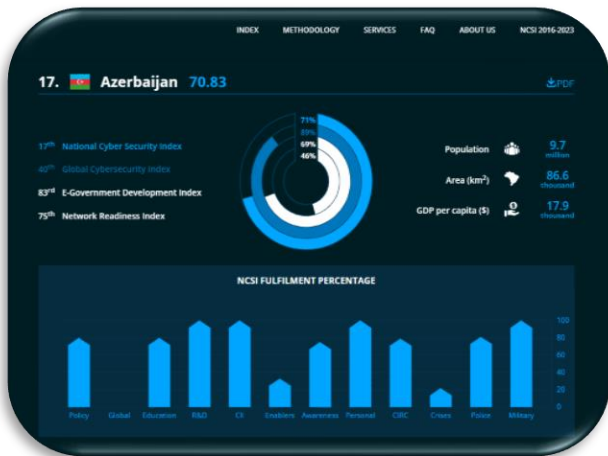 INDEX METHODOLOGY SERVICES FAQ ABOUT US NCSI 2016-2023
17. Azerbaijan 70.83 PDF
71%
89%
69%
46%
17th National Cyber Security Index
40th Global Cybersecurity Index
83rd E-Government Development Index
75th Network Readiness Index
Population 9.7 million
Area (km²) 86.6 thousand
GDP per capita ($) 17.9 thousand
NCSI FULFILMENT PERCENTAGE
100
80
60
40
20
0
Policy Global Education R&D CII Enablers Awareness Personal CIRC Crises Police Military